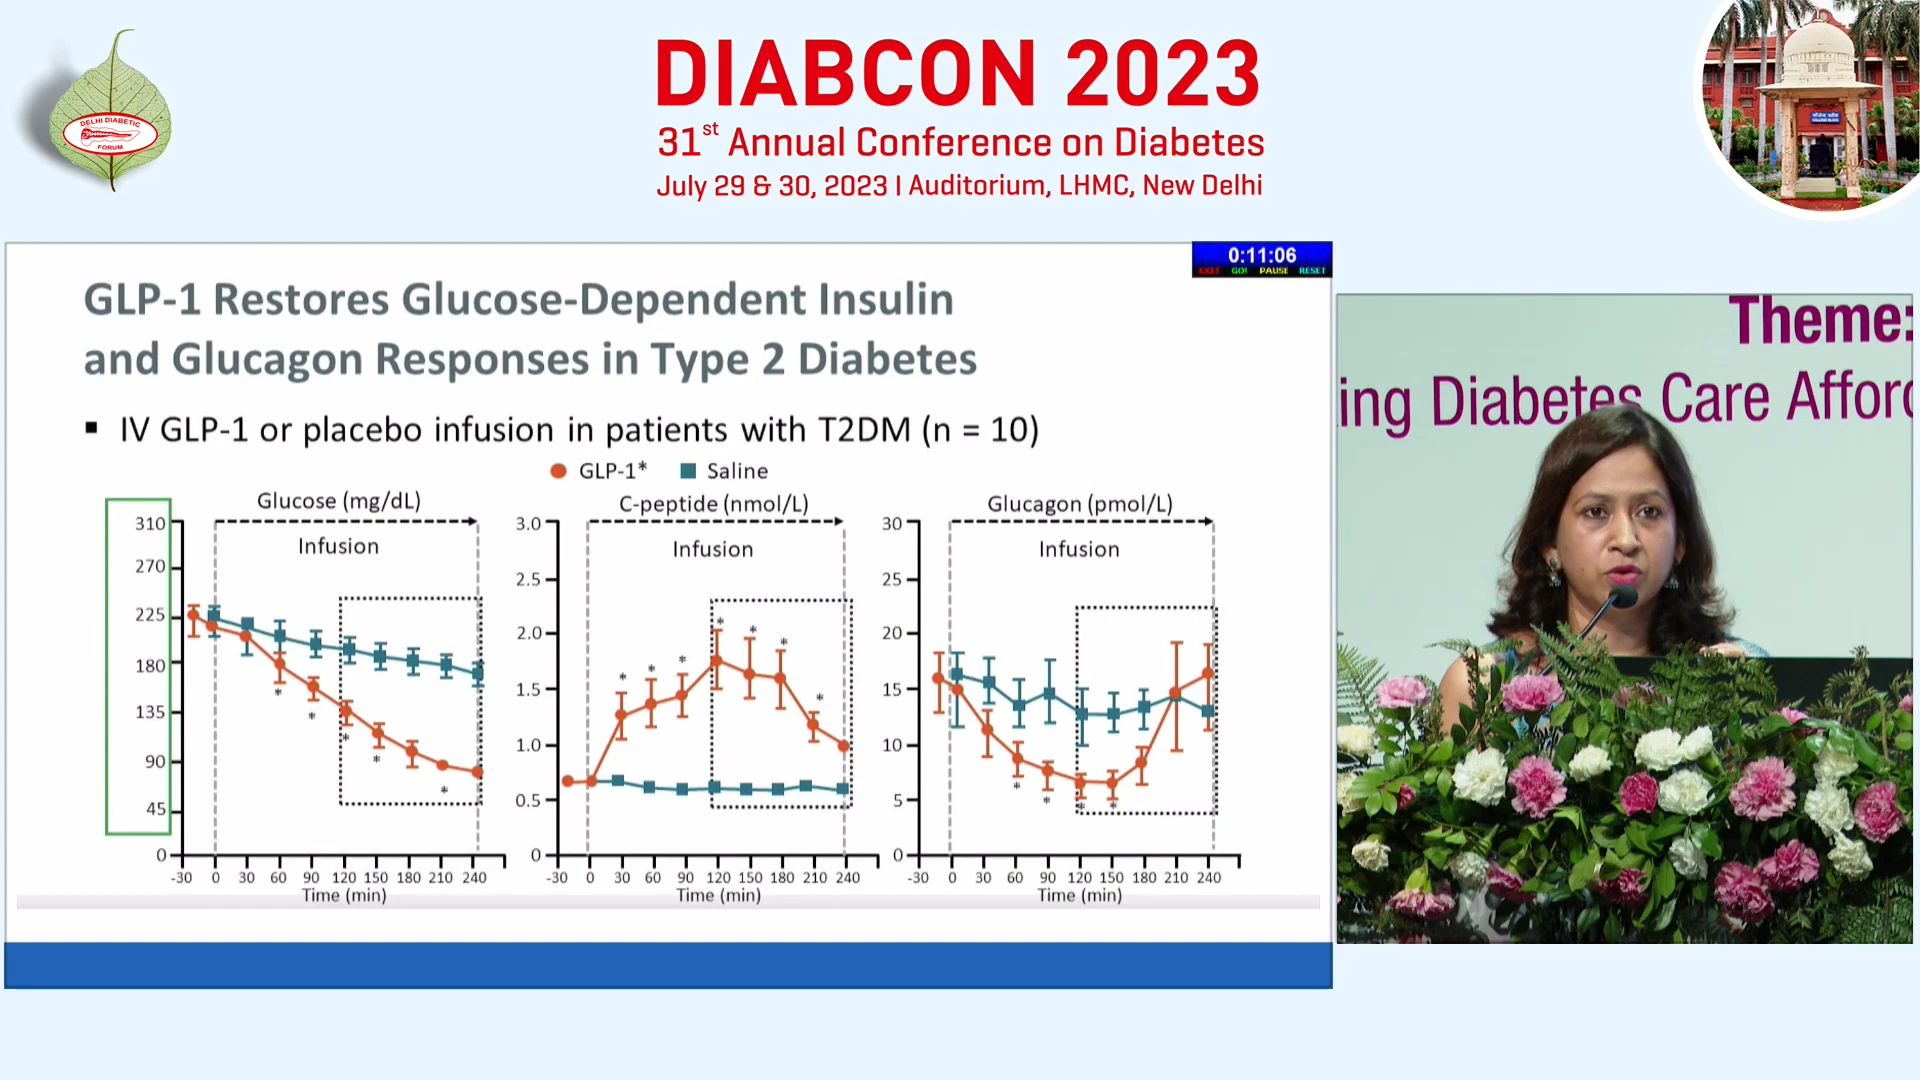 DELHI DIABETIC
FORUM
DIABCON 2023
31st Annual Conference on Diabetes
July 29 & 30, 2023 | Auditorium, LHMC, New Delhi
0:11:06
EXIT GO! PAUSE RESET
GLP-1 Restores Glucose-Dependent Insulin
and Glucagon Responses in Type 2 Diabetes
▪ IV GLP-1 or placebo infusion in patients with T2DM (n = 10)
GLP-1* Saline
Glucose (mg/dL)
Infusion
310
270
225
180
135
90
45
0
* * * * *
-30 0 30 60 90 120 150 180 210 240
Time (min)
C-peptide (nmol/L)
Infusion
3.0
2.5
2.0
1.5
1.0
0.5
0
* * * * * * *
-30 0 30 60 90 120 150 180 210 240
Time (min)
Glucagon (pmol/L)
Infusion
30
25
20
15
10
5
0
* * * *
-30 0 30 60 90 120 150 180 210 240
Time (min)
Theme:
ing Diabetes Care Affor